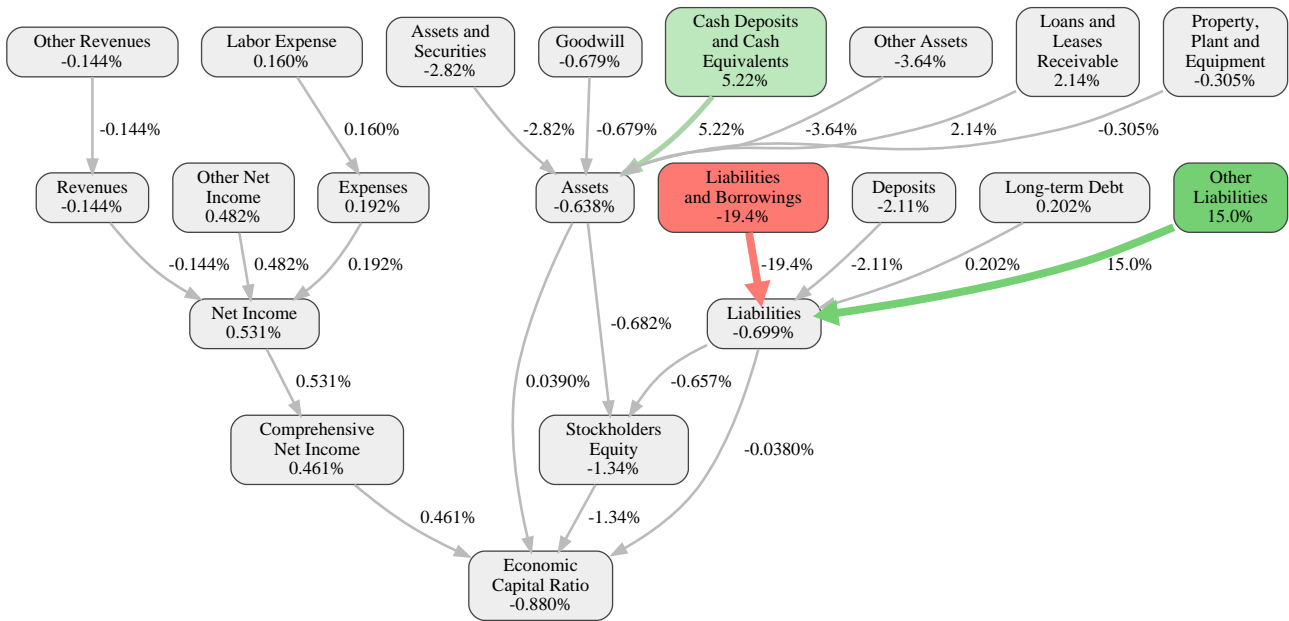 Other Revenues
-0.144%
Labor Expense
0.160%
Assets and
Securities
-2.82%
Goodwill
-0.679%
Cash Deposits
and Cash
Equivalents
5.22%
Other Assets
-3.64%
Loans and
Leases
Receivable
2.14%
Property,
Plant and
Equipment
-0.305%
-0.144%
0.160%
-2.82%
-0.679%
5.22%
-3.64%
2.14%
-0.305%
Revenues
-0.144%
Other Net
Income
0.482%
Expenses
0.192%
Assets
-0.638%
Liabilities
and Borrowings
-19.4%
Deposits
-2.11%
Long-term Debt
0.202%
Other
Liabilities
15.0%
-0.144%
0.482%
0.192%
-19.4%
-2.11%
0.202%
15.0%
Net Income
0.531%
-0.682%
Liabilities
-0.699%
0.531%
0.0390%
-0.657%
Comprehensive
Net Income
0.461%
Stockholders
Equity
-1.34%
-0.0380%
0.461%
-1.34%
Economic
Capital Ratio
-0.880%